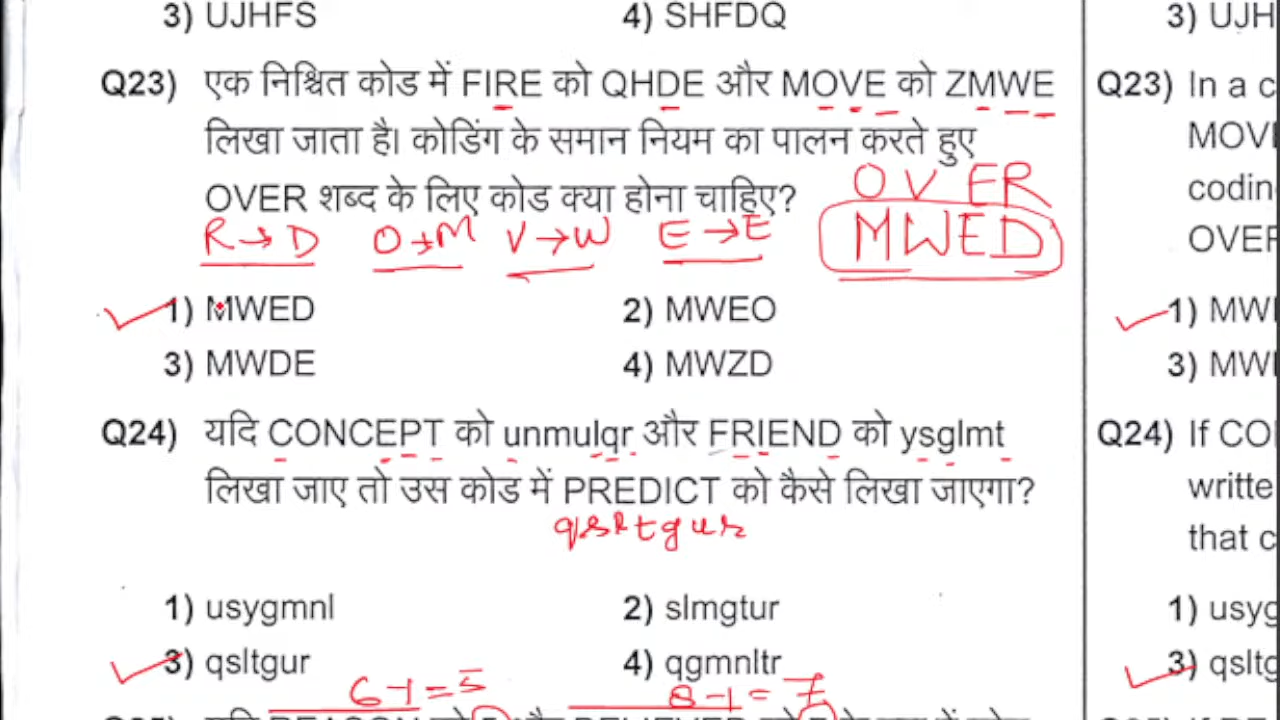 3) UJHFS 4) SHFDQ 3) UJH
Q23) एक निश्चित कोड में FIRE को QHDE और MOVE को ZMWE Q23) In a c
लिखा जाता है। कोडिंग के समान नियम का पालन करते हुए MOV
OVER
OVER शब्द के लिए कोड क्या होना चाहिए? codin
R→D O→M V→W E→E MWED OVER
1) MWED 2) MWEO 1) MW
3) MWDE 4) MWZD 3) MW
Q24) यदि CONCEPT को unmulqr और FRIEND को ysglmt Q24) If CO
लिखा जाए तो उस कोड में PREDICT को कैसे लिखा जाएगा? writte
qsltgur that c
1) usygmnl 2) slmgtur 1) usyg
3) qsltgur 4) qgmnltr 3) qsltg
6-1=5 8-1=7